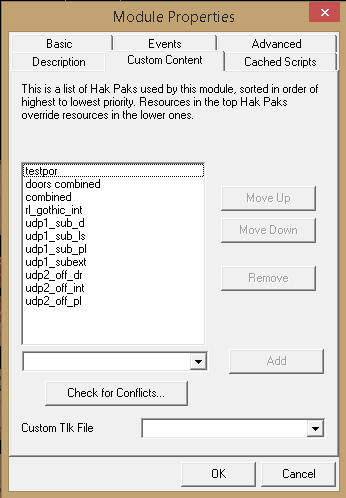 Module Properties
Basic
Events
Advanced
Description
Custom Content
Cached Scripts
This is a list of Hak Paks used by this module, sorted in order of
highest to lowest priority. Resources in the top Hak Paks
override resources in the lower ones.
testpor
doors combined
combined
rl_gothic_int
udp1_sub_d
udp1_sub_ls
udp1_sub_pl
udp1_subext
udp2_off_dr
udp2_off_int
udp2_off_pl
Move Up
Move Down
Remove
Add
Check for Conflicts...
Custom Tlk File
OK
Cancel